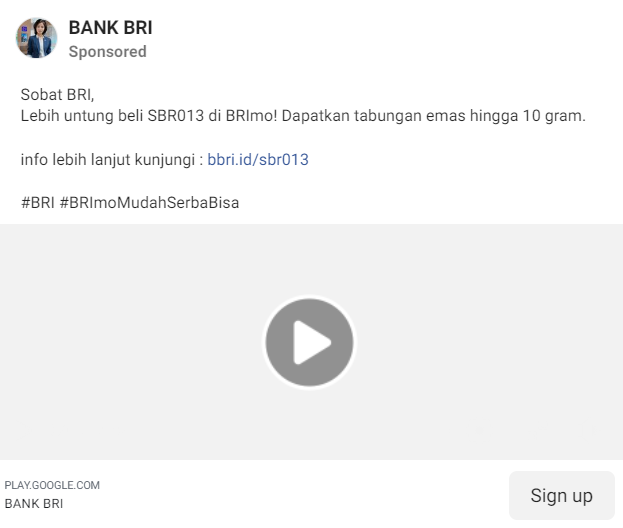 BANK BRI
Sponsored
Sobat BRI,
Lebih untung beli SBR013 di BRImo! Dapatkan tabungan emas hingga 10 gram.
info lebih lanjut kunjungi : bbri.id/sbr013
#BRI #BRImoMudahSerbaBisa
PLAY.GOOGLE.COM
BANK BRI
Sign up